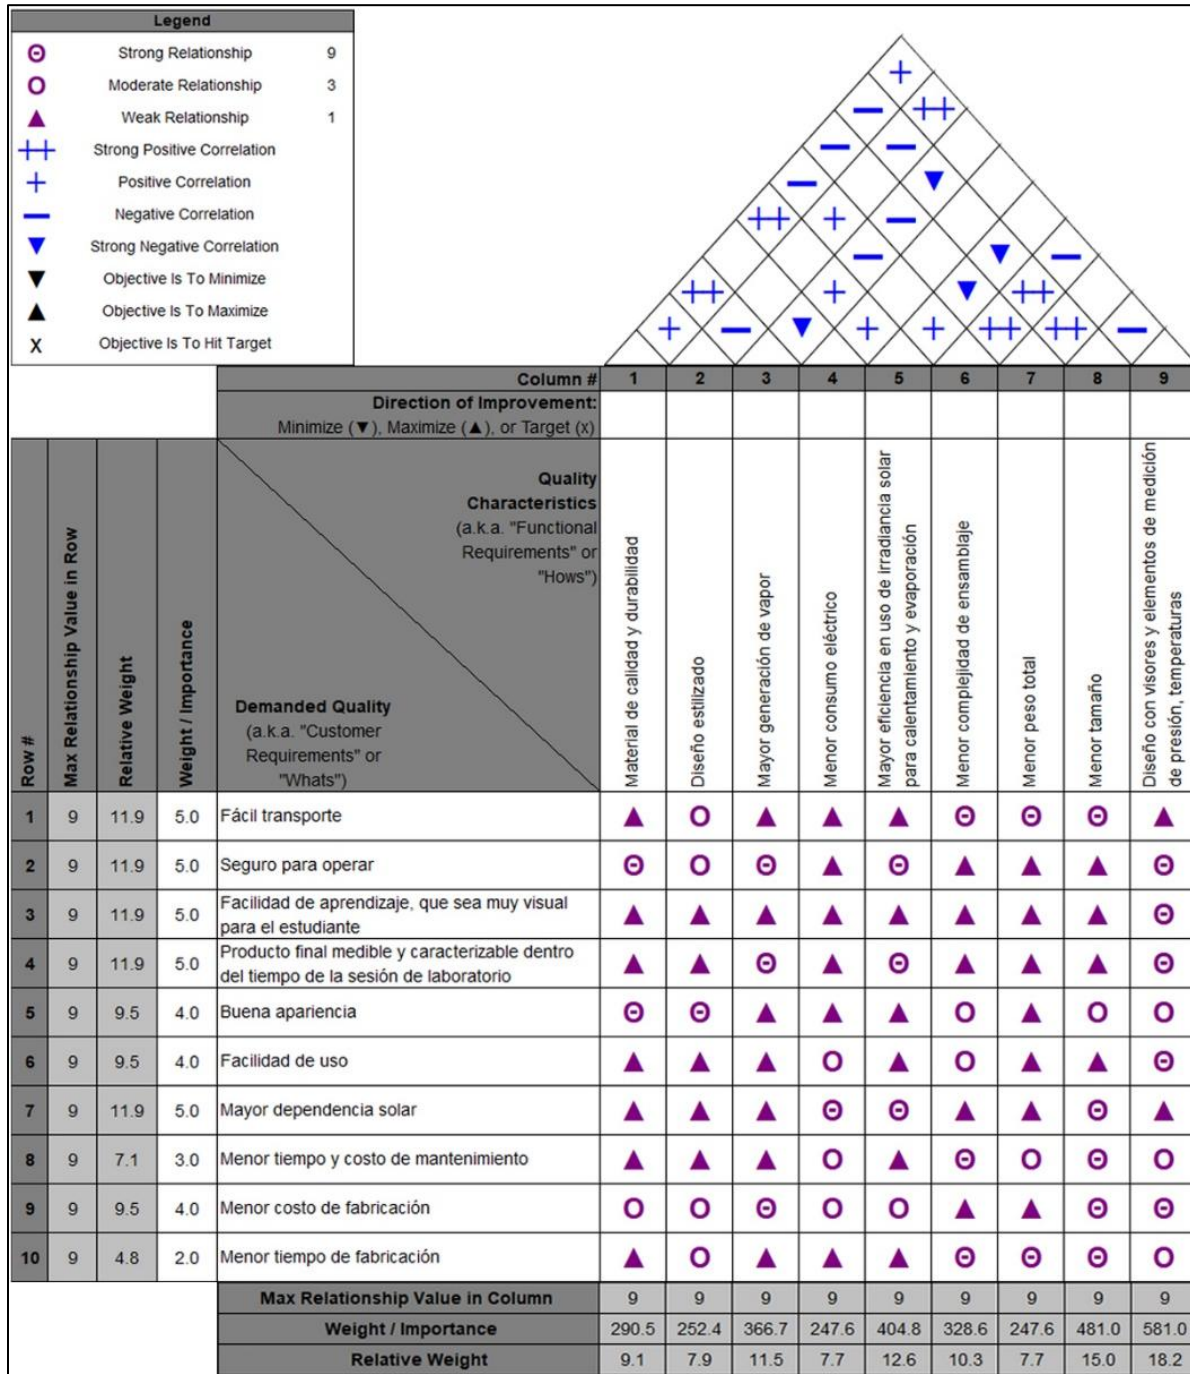 Legend
Θ Strong Relationship 9
Ο Moderate Relationship 3
▲ Weak Relationship 1
++ Strong Positive Correlation
+ Positive Correlation
− Negative Correlation
▼ Strong Negative Correlation
▼ Objective Is To Minimize
▲ Objective Is To Maximize
X Objective Is To Hit Target
+
− ++
− −
− ▼
++ + −
− ▼ −
++ + ▼ ++
+ − ▼ + + ++ ++ −
Column # 1 2 3 4 5 6 7 8 9
Direction of Improvement:
Minimize (▼), Maximize (▲), or Target (x)
Row #
Max Relationship Value in Row
Relative Weight
Weight / Importance
Quality
Characteristics
(a.k.a. "Functional
Requirements" or
"Hows")
Demanded Quality
(a.k.a. "Customer
Requirements" or
"Whats")
Material de calidad y durabilidad
Diseño estilizado
Mayor generación de vapor
Menor consumo eléctrico
Mayor eficiencia en uso de irradiancia solar
para calentamiento y evaporación
Menor complejidad de ensamblaje
Menor peso total
Menor tamaño
Diseño con visores y elementos de medición
de presión, temperaturas
1 9 11.9 5.0 Fácil transporte ▲ Ο ▲ ▲ ▲ Θ Θ Θ ▲
2 9 11.9 5.0 Seguro para operar Θ Ο Θ ▲ Θ ▲ ▲ ▲ Θ
3 9 11.9 5.0 Facilidad de aprendizaje, que sea muy visual
para el estudiante ▲ ▲ ▲ ▲ ▲ ▲ ▲ ▲ Θ
4 9 11.9 5.0 Producto final medible y caracterizable dentro
del tiempo de la sesión de laboratorio ▲ ▲ Θ ▲ Θ ▲ ▲ ▲ Θ
5 9 9.5 4.0 Buena apariencia Θ Θ ▲ ▲ ▲ Ο ▲ Ο Ο
6 9 9.5 4.0 Facilidad de uso ▲ ▲ ▲ Ο ▲ Ο ▲ ▲ Θ
7 9 11.9 5.0 Mayor dependencia solar ▲ ▲ ▲ Θ Θ ▲ ▲ Θ ▲
8 9 7.1 3.0 Menor tiempo y costo de mantenimiento ▲ ▲ ▲ Ο ▲ Θ Ο Θ Ο
9 9 9.5 4.0 Menor costo de fabricación Ο Ο Θ Ο Ο ▲ ▲ Θ Θ
10 9 4.8 2.0 Menor tiempo de fabricación ▲ Ο ▲ ▲ ▲ Θ Θ Θ Ο
Max Relationship Value in Column 9 9 9 9 9 9 9 9 9
Weight / Importance 290.5 252.4 366.7 247.6 404.8 328.6 247.6 481.0 581.0
Relative Weight 9.1 7.9 11.5 7.7 12.6 10.3 7.7 15.0 18.2